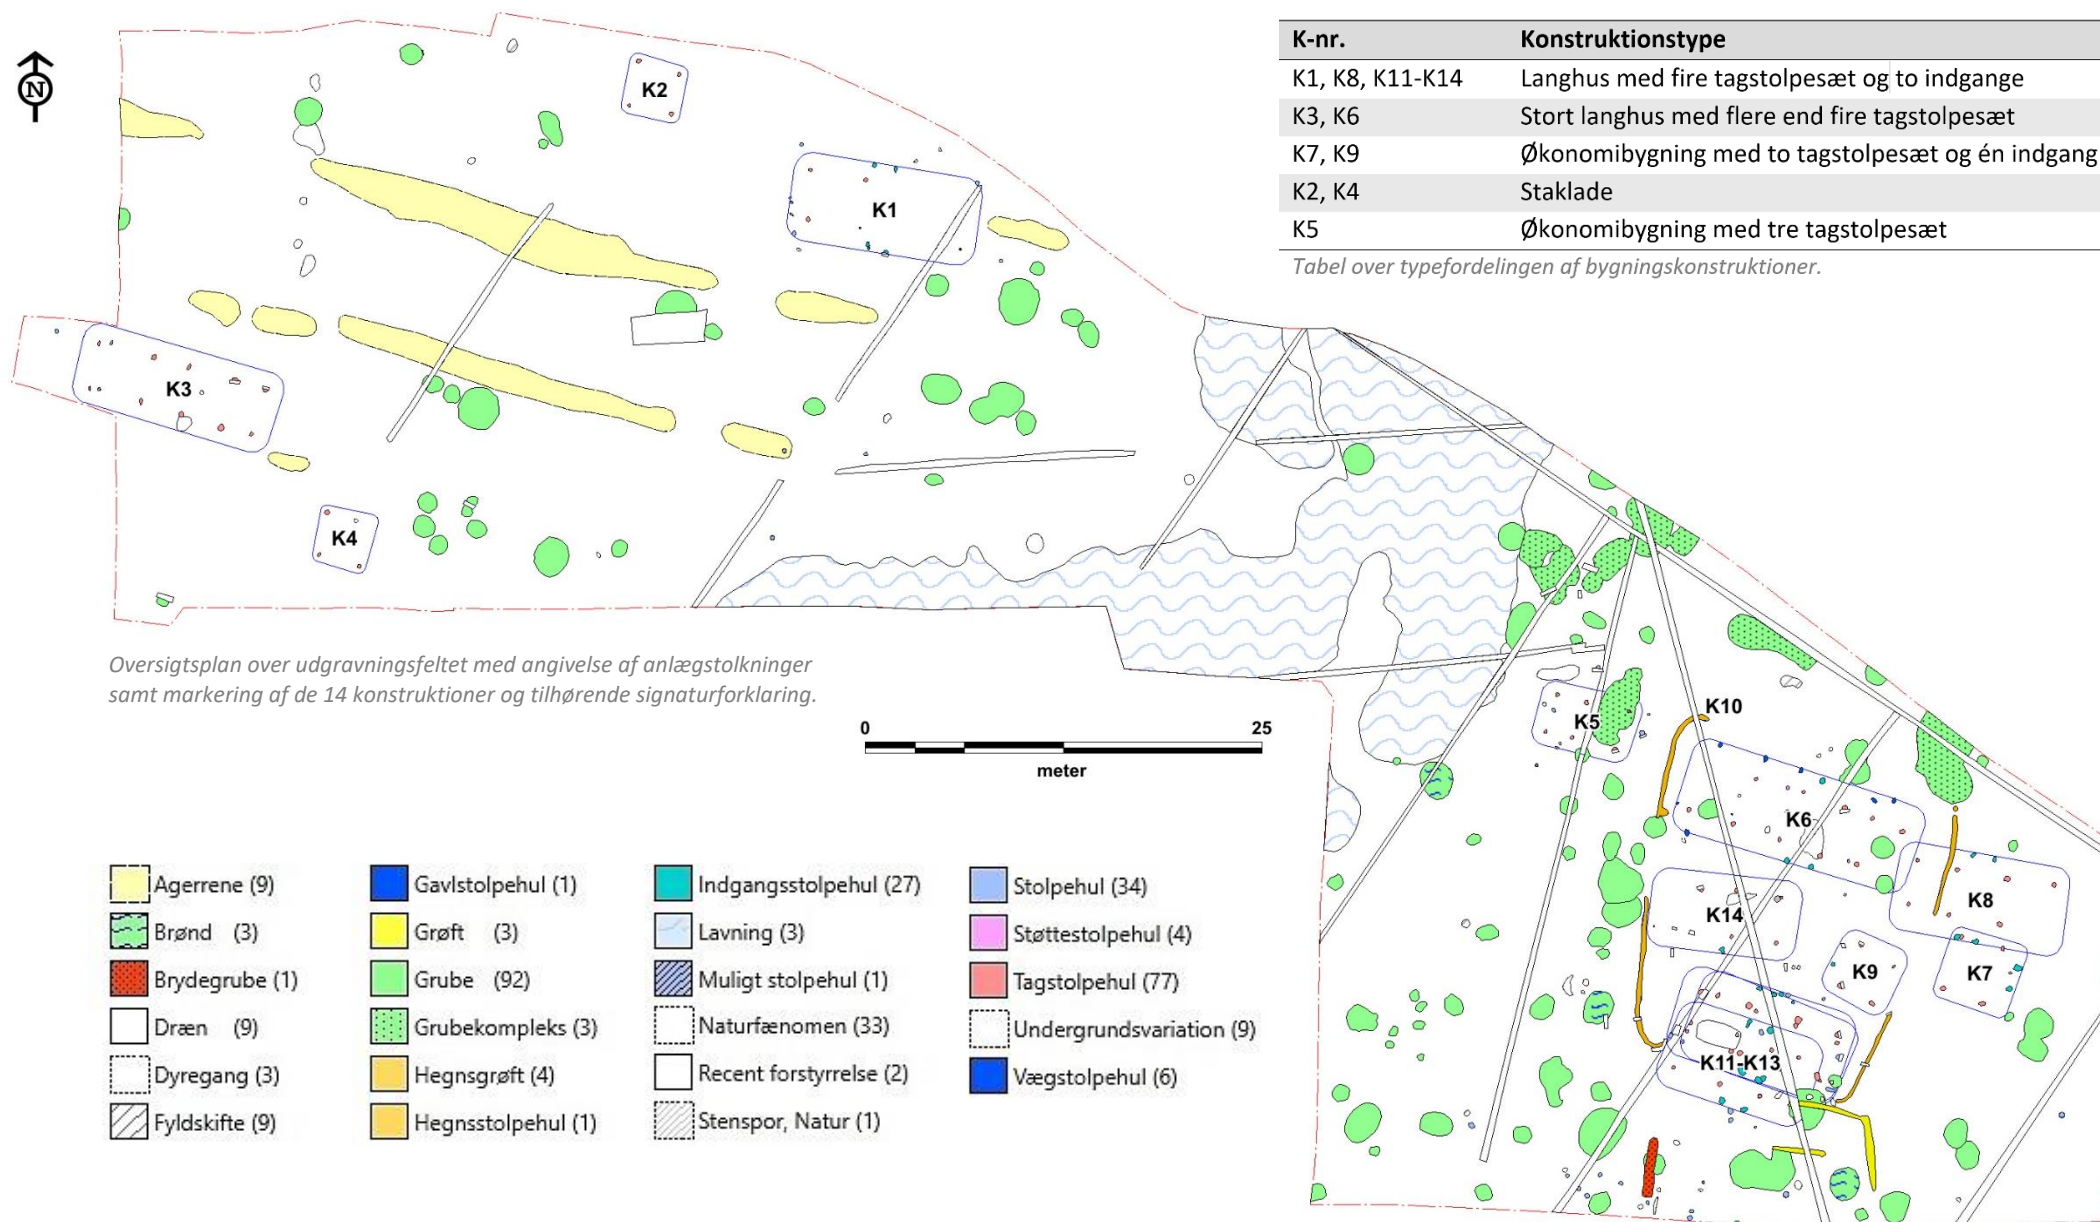 N
K-nr. Konstruktionstype
K1, K8, K11-K14 Langhus med fire tagstolpesæt og to indgange
K3, K6 Stort langhus med flere end fire tagstolpesæt
K7, K9 Økonomibygning med to tagstolpesæt og én indgang
K2, K4 Staklade
K5 Økonomibygning med tre tagstolpesæt
Tabel over typefordelingen af bygningskonstruktioner.
K2
K1
K3
K4
Oversigtsplan over udgravningsfeltet med angivelse af anlægstolkninger
samt markering af de 14 konstruktioner og tilhørende signaturforklaring.
0 25
meter
K5
K10
K6
K8
K14
K9
K7
K11-K13
Agerrene (9)
Brønd (3)
Brydegrube (1)
Dræn (9)
Dyregang (3)
Fyldskifte (9)
Gavlstolpehul (1)
Grøft (3)
Grube (92)
Grubekompleks (3)
Hegnsgrøft (4)
Hegnsstolpehul (1)
Indgangsstolpehul (27)
Lavning (3)
Muligt stolpehul (1)
Naturfænomen (33)
Recent forstyrrelse (2)
Stenspor, Natur (1)
Stolpehul (34)
Støttestolpehul (4)
Tagstolpehul (77)
Undergrundsvariation (9)
Vægstolpehul (6)